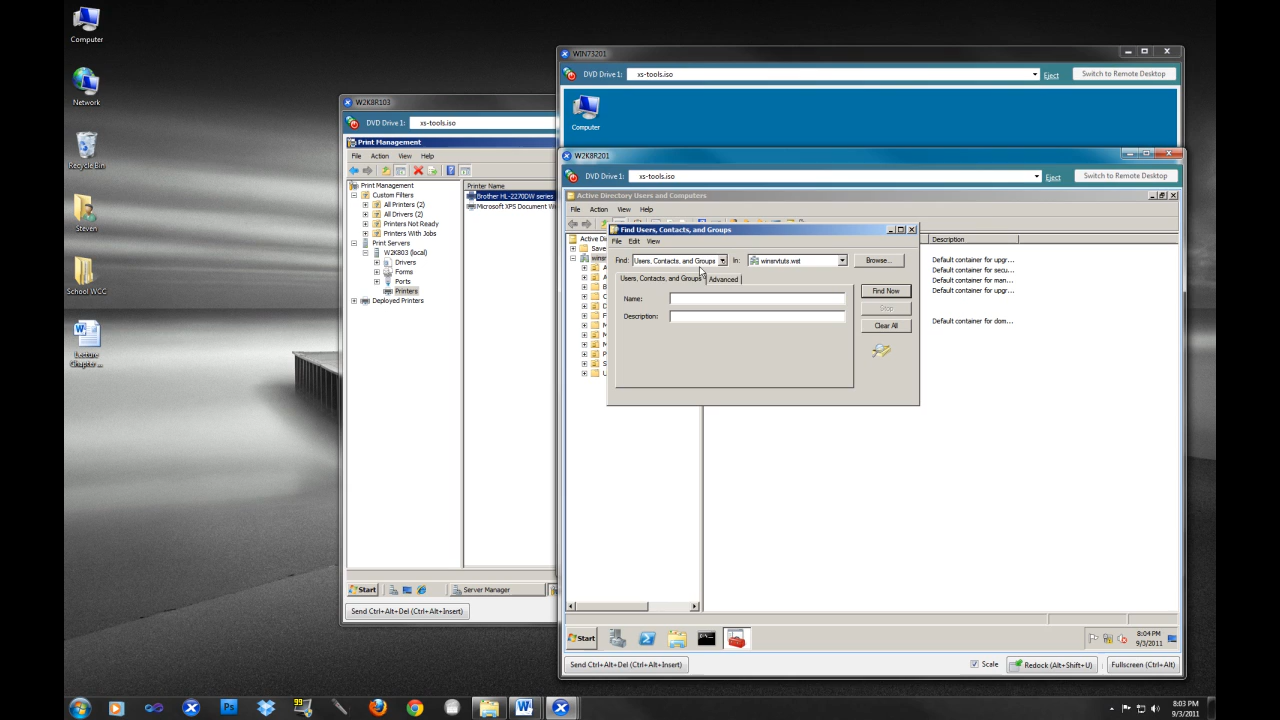 Computer
Network
Recycle Bin
Steven
School WCC
Lecture
Chapter ...
WIN73201
DVD Drive 1: xs-tools.iso Eject Switch to Remote Desktop
Computer
W2K8R103
DVD Drive 1: xs-tools.iso
Print Management
File Action View Help
Print Management
Custom Filters
All Printers (2)
All Drivers (2)
Printers Not Ready
Printers With Jobs
Print Servers
W2K803 (local)
Drivers
Forms
Ports
Printers
Deployed Printers
Printer Name
Brother HL-2270DW series
Microsoft XPS Document W
Start Server Manager
Send Ctrl+Alt+Del (Ctrl+Alt+Insert)
W2K8R201
DVD Drive 1: xs-tools.iso Eject Switch to Remote Desktop
Active Directory Users and Computers
File Action View Help
Active Di
Save
winsr
Description
Default container for upgr...
Default container for secu...
Default container for man...
Default container for upgr...
Default container for dom...
Find Users, Contacts, and Groups
File Edit View
Find: Users, Contacts, and Groups In: winsrvtuts.wst Browse...
Users, Contacts, and Groups Advanced
Name:
Description:
Find Now
Stop
Clear All
Start
8:04 PM
9/3/2011
Send Ctrl+Alt+Del (Ctrl+Alt+Insert) Scale Redock (Alt+Shift+U) Fullscreen (Ctrl+Alt)
8:03 PM
9/3/2011